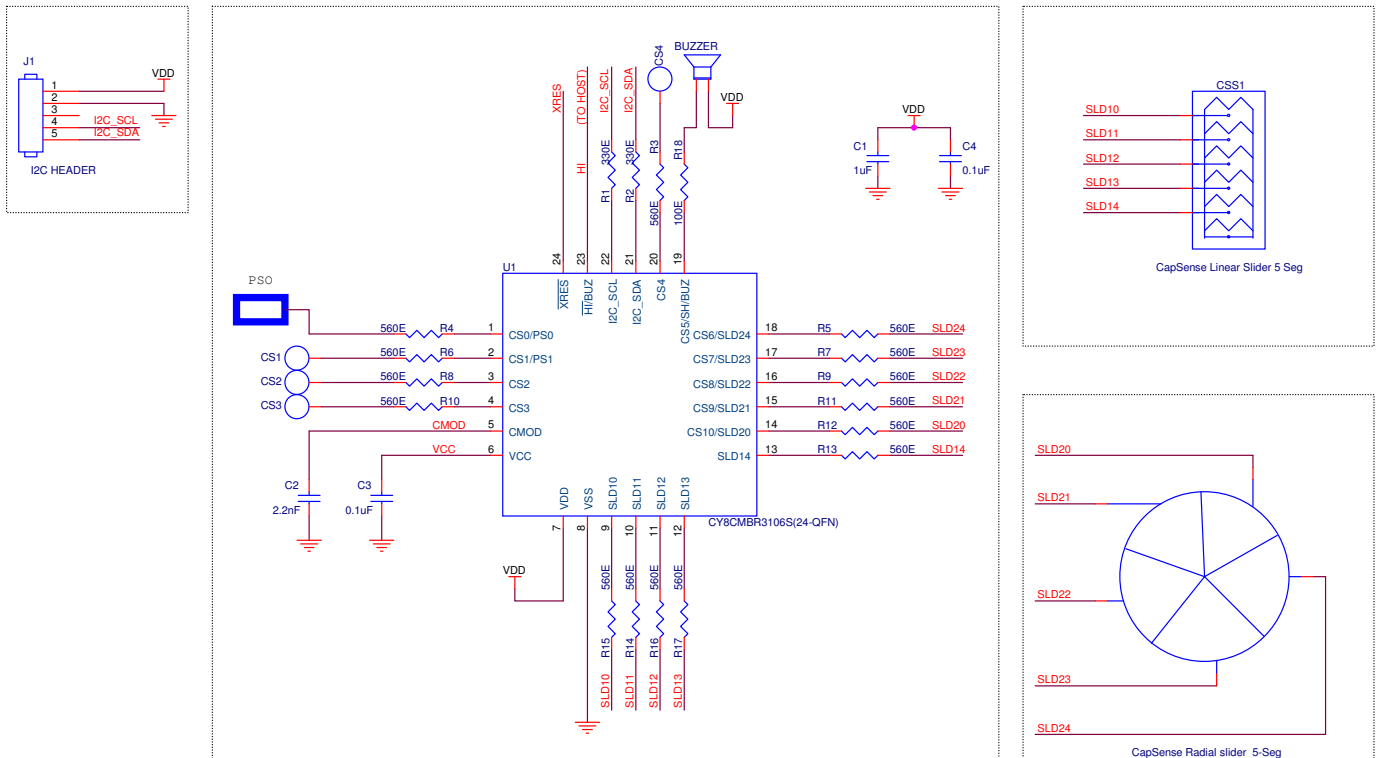 J1
VDD
1
2
3
4
5
I2C_SCL
I2C_SDA
I2C HEADER
XRES
HI (TO HOST)
I2C_SCL
I2C_SDA
CS4
BUZZER
VDD
R1 330E
R2 330E
R3 560E
R18 100E
VDD
C1
1uF
C4
0.1uF
24
23
22
21
20
19
U1
XRES
HI/BUZ
I2C_SCL
I2C_SDA
CS4
CS5/SH/BUZ
PS0
560E R4 1 CS0/PS0
CS1 560E R6 2 CS1/PS1
CS2 560E R8 3 CS2
CS3 560E R10 4 CS3
CMOD 5 CMOD
VCC 6 VCC
CS6/SLD24 18 R5 560E SLD24
CS7/SLD23 17 R7 560E SLD23
CS8/SLD22 16 R9 560E SLD22
CS9/SLD21 15 R11 560E SLD21
CS10/SLD20 14 R12 560E SLD20
SLD14 13 R13 560E SLD14
C2
2.2nF
C3
0.1uF
VDD
VSS
SLD10
SLD11
SLD12
SLD13
7
8
9
10
11
12
CY8CMBR3106S(24-QFN)
VDD
560E
560E
560E
560E
R15
R14
R16
R17
SLD10
SLD11
SLD12
SLD13
CSS1
SLD10
SLD11
SLD12
SLD13
SLD14
CapSense Linear Slider 5 Seg
SLD20
SLD21
SLD22
SLD23
SLD24
CapSense Radial slider 5-Seg